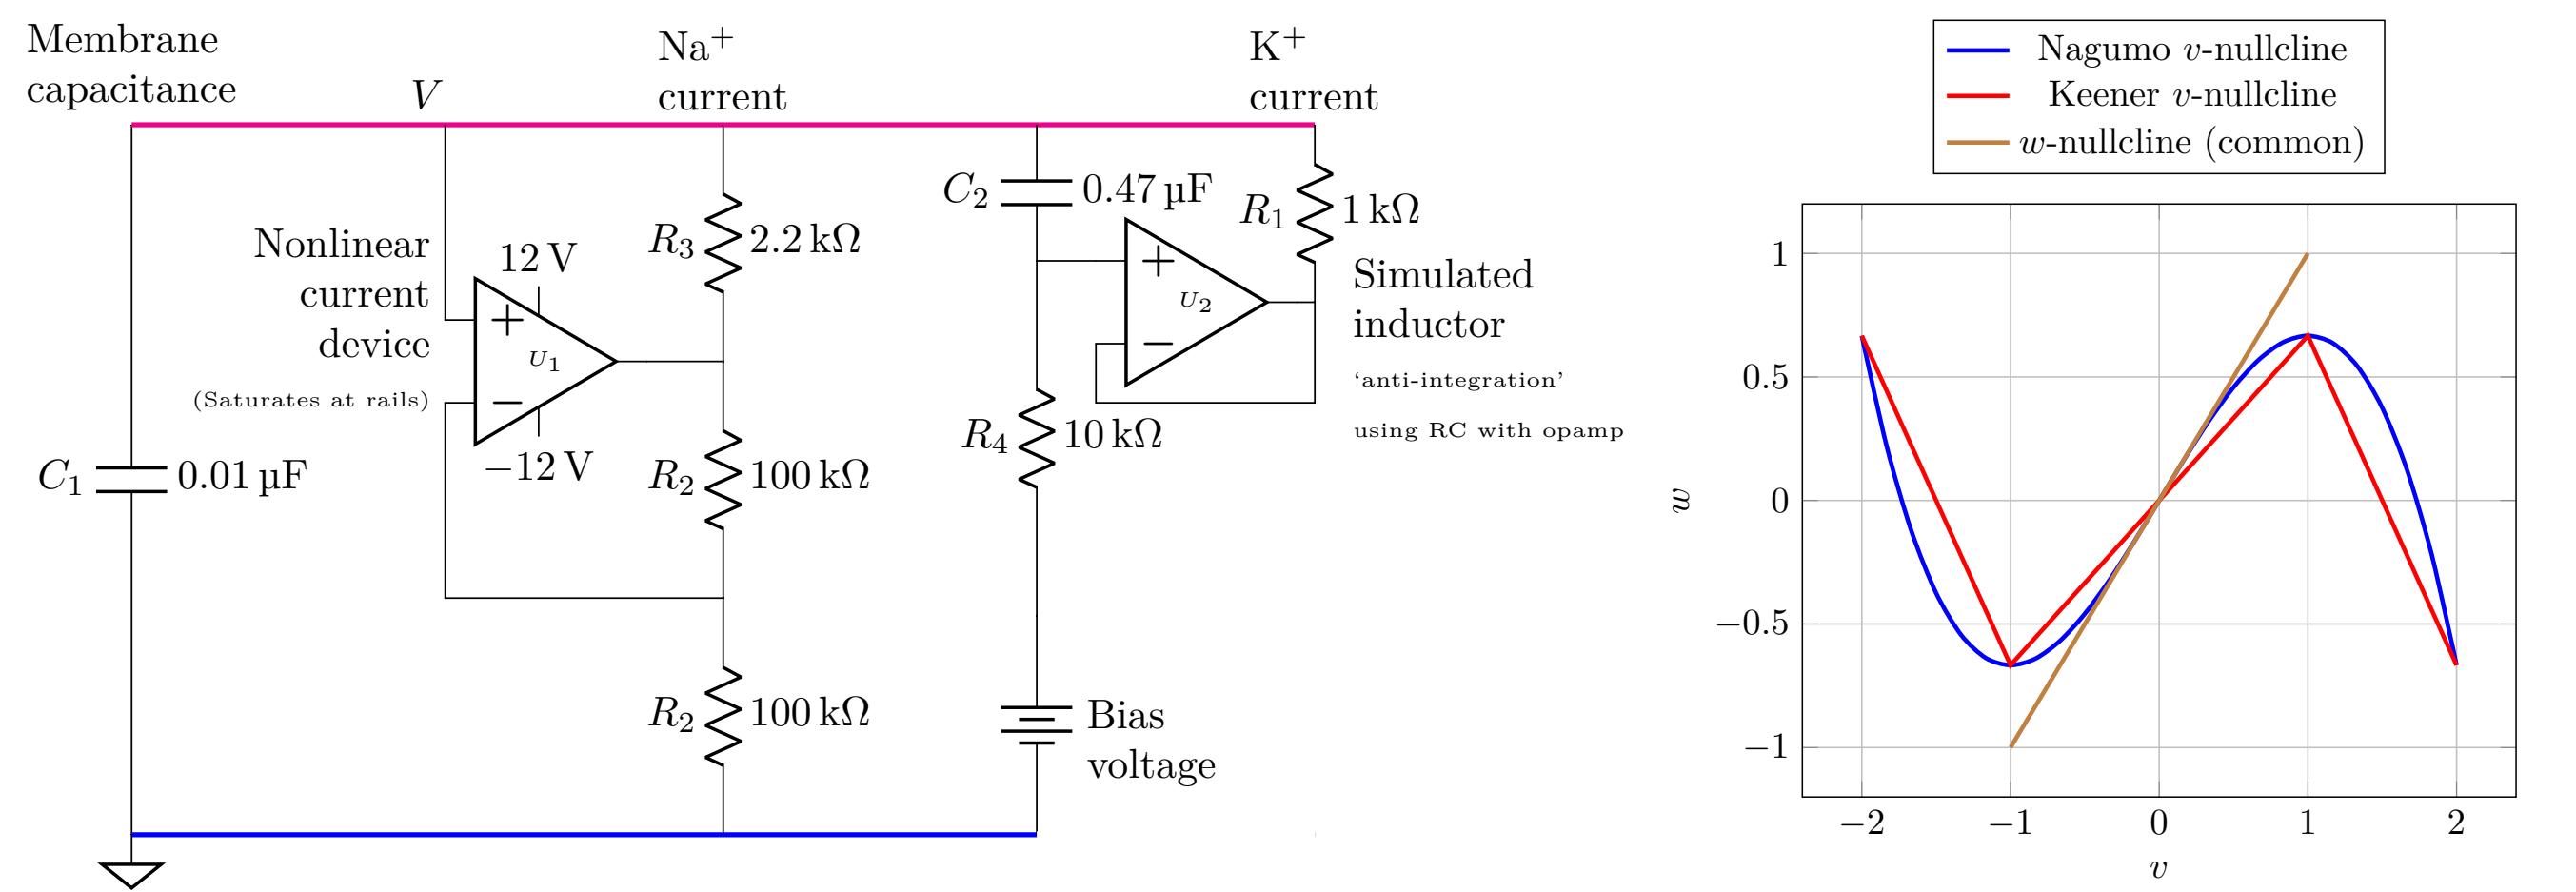 Membrane
capacitance
V
Na⁺
current
K⁺
current
C₂
0.47 µF
R₁
1 kΩ
Nonlinear
current
device
(Saturates at rails)
12 V
+
U₁
−
−12 V
R₃
2.2 kΩ
+
U₂
−
Simulated
inductor
‘anti-integration’
using RC with opamp
C₁
0.01 µF
R₂
100 kΩ
R₄
10 kΩ
R₂
100 kΩ
Bias
voltage
Nagumo v-nullcline
Keener v-nullcline
w-nullcline (common)
1
0.5
0
−0.5
−1
w
−2
−1
0
1
2
v